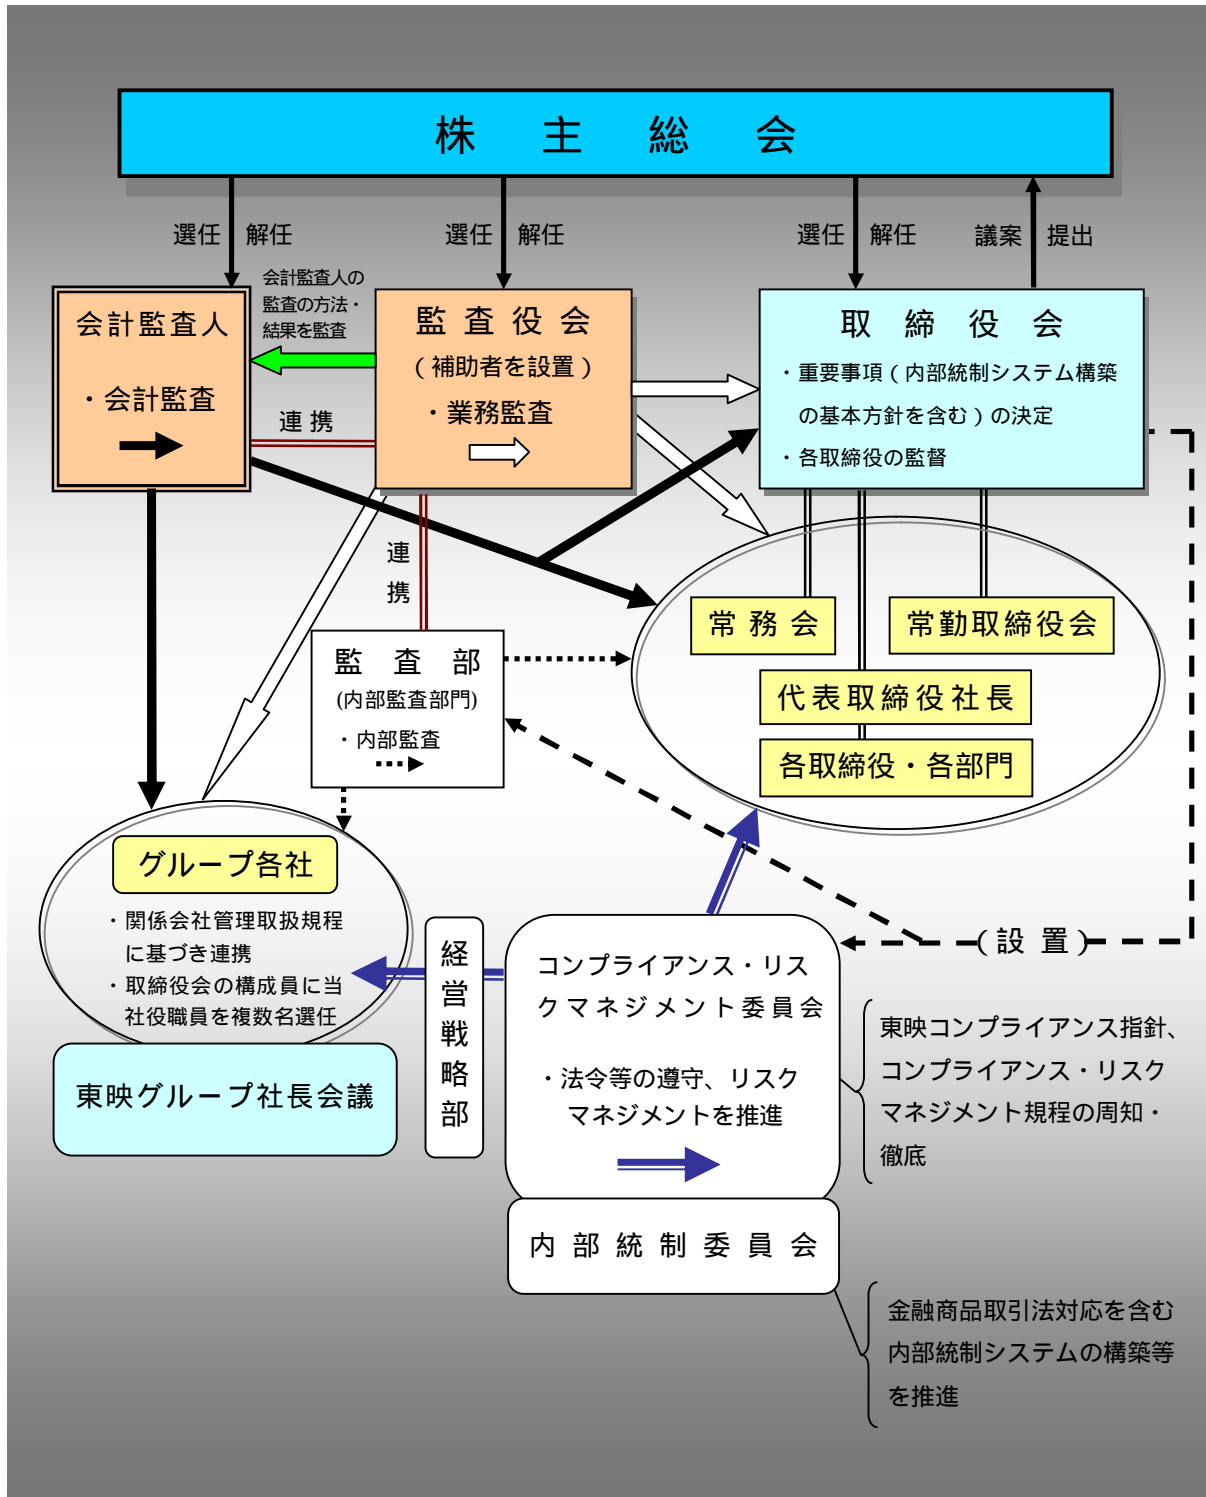 株主総会
選任 解任
選任 解任
選任 解任
議案 提出
会計監査人
・会計監査
会計監査人の
監査の方法・
結果を監査
連携
監査役会
（補助者を設置）
・業務監査
取締役会
・重要事項（内部統制システム構築
の基本方針を含む）の決定
・各取締役の監督
連
携
常務会
常勤取締役会
代表取締役社長
各取締役・各部門
監査部
(内部監査部門)
・内部監査
グループ各社
・関係会社管理取扱規程
に基づき連携
・取締役会の構成員に当
社役職員を複数名選任
東映グループ社長会議
経
営
戦
略
部
（設置）
コンプライアンス・リス
クマネジメント委員会
・法令等の遵守、リスク
マネジメントを推進
東映コンプライアンス指針、
コンプライアンス・リスク
マネジメント規程の周知・
徹底
内部統制委員会
金融商品取引法対応を含む
内部統制システムの構築等
を推進